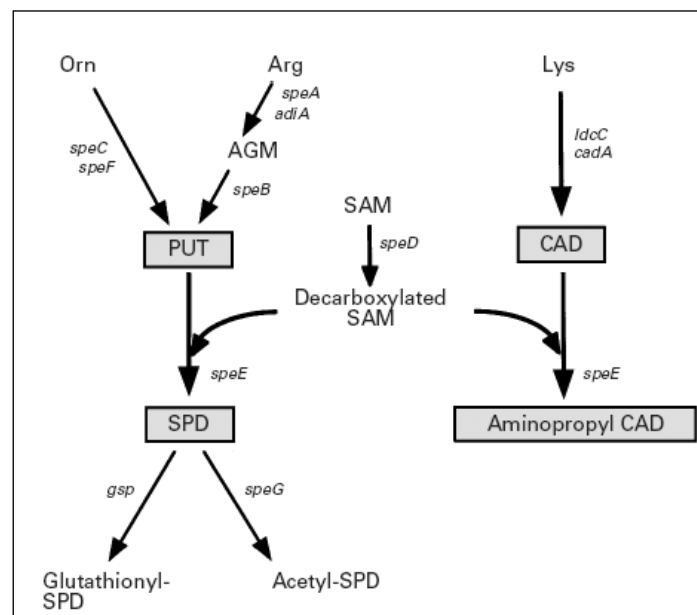 Orn
Arg
Lys
speA
adiA
ldcC
cadA
speC
speF
AGM
speB
SAM
PUT
speD
CAD
Decarboxylated
SAM
speE
speE
SPD
Aminopropyl CAD
gsp
speG
Glutathionyl-
SPD
Acetyl-SPD